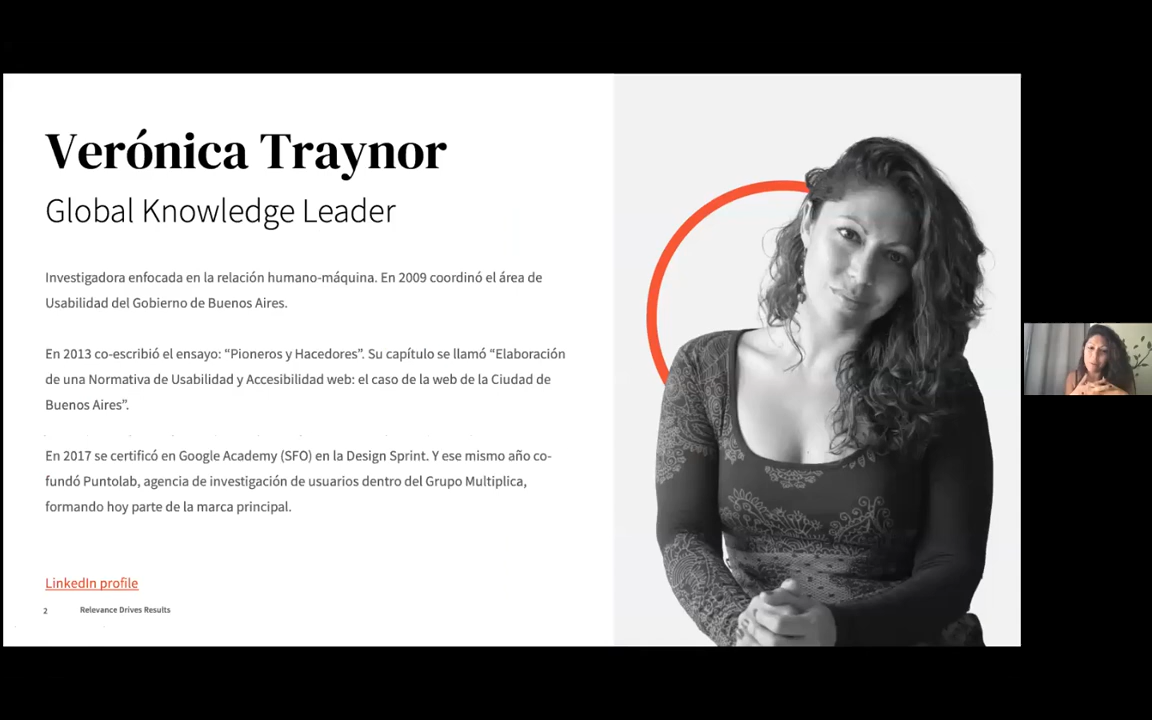 Verónica Traynor
Global Knowledge Leader
Investigadora enfocada en la relación humano-máquina. En 2009 coordinó el área de
Usabilidad del Gobierno de Buenos Aires.
En 2013 co-escribió el ensayo: “Pioneros y Hacedores”. Su capítulo se llamó “Elaboración
de una Normativa de Usabilidad y Accesibilidad web: el caso de la web de la Ciudad de
Buenos Aires”.
En 2017 se certificó en Google Academy (SFO) en la Design Sprint. Y ese mismo año co-
fundó Puntolab, agencia de investigación de usuarios dentro del Grupo Multiplica,
formando hoy parte de la marca principal.
LinkedIn profile
2 Relevance Drives Results